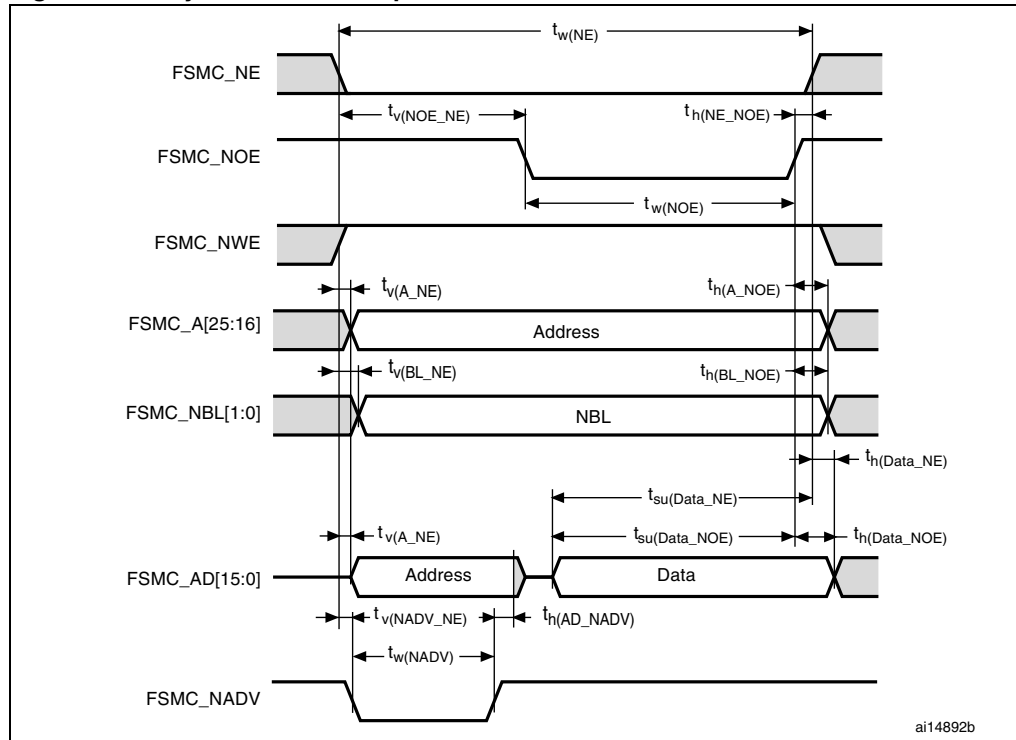 tw(NE)
FSMC_NE
tv(NOE_NE)
th(NE_NOE)
FSMC_NOE
tw(NOE)
FSMC_NWE
tv(A_NE)
th(A_NOE)
FSMC_A[25:16]
Address
tv(BL_NE)
th(BL_NOE)
FSMC_NBL[1:0]
NBL
th(Data_NE)
tsu(Data_NE)
tv(A_NE)
tsu(Data_NOE)
th(Data_NOE)
FSMC_AD[15:0]
Address
Data
tv(NADV_NE)
th(AD_NADV)
tw(NADV)
FSMC_NADV
ai14892b